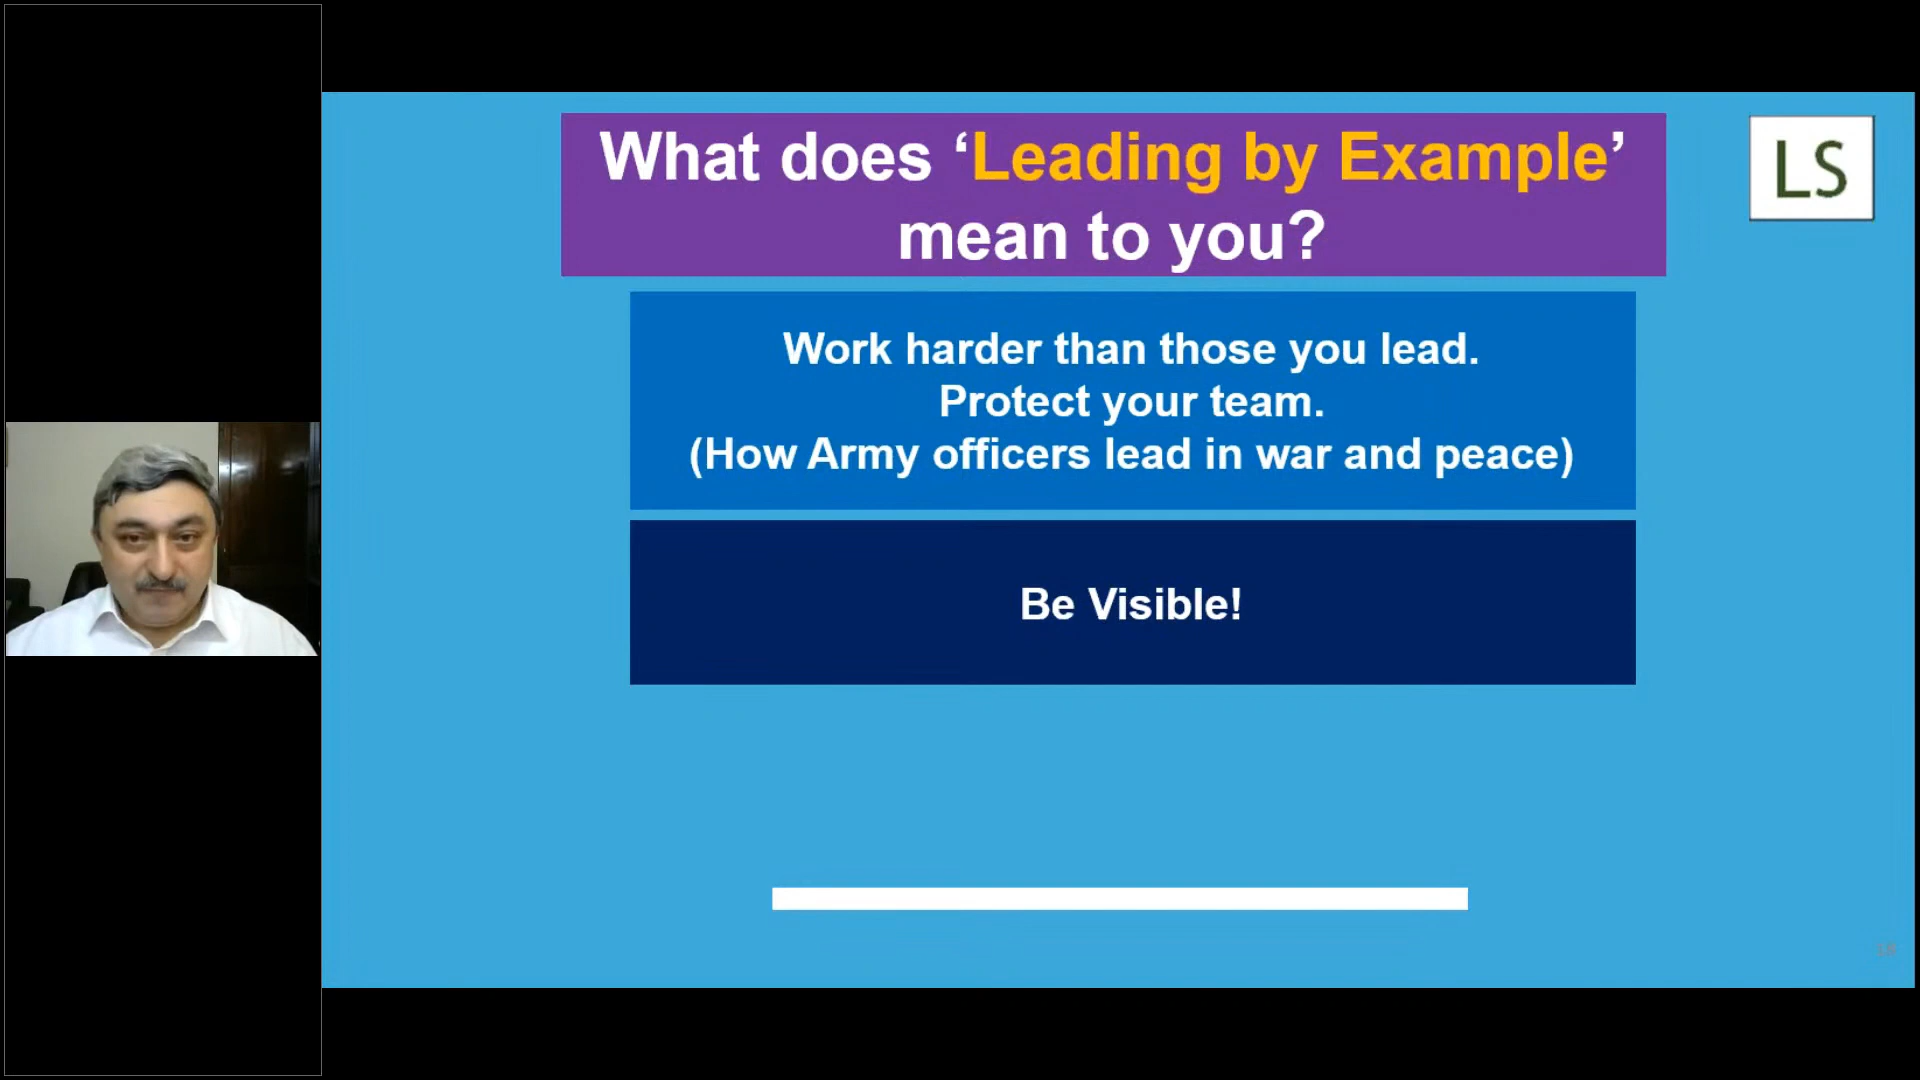 What does ‘Leading by Example’
mean to you?
LS
Work harder than those you lead.
Protect your team.
(How Army officers lead in war and peace)
Be Visible!